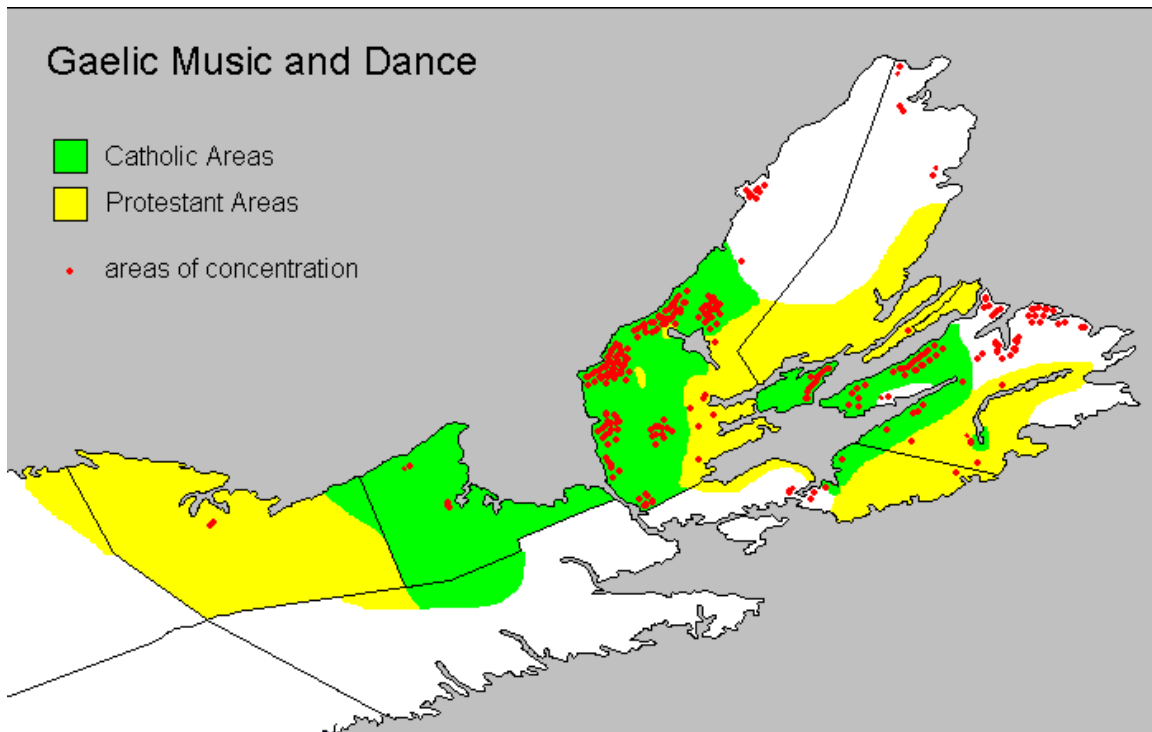 Gaelic Music and Dance
Catholic Areas
Protestant Areas
areas of concentration